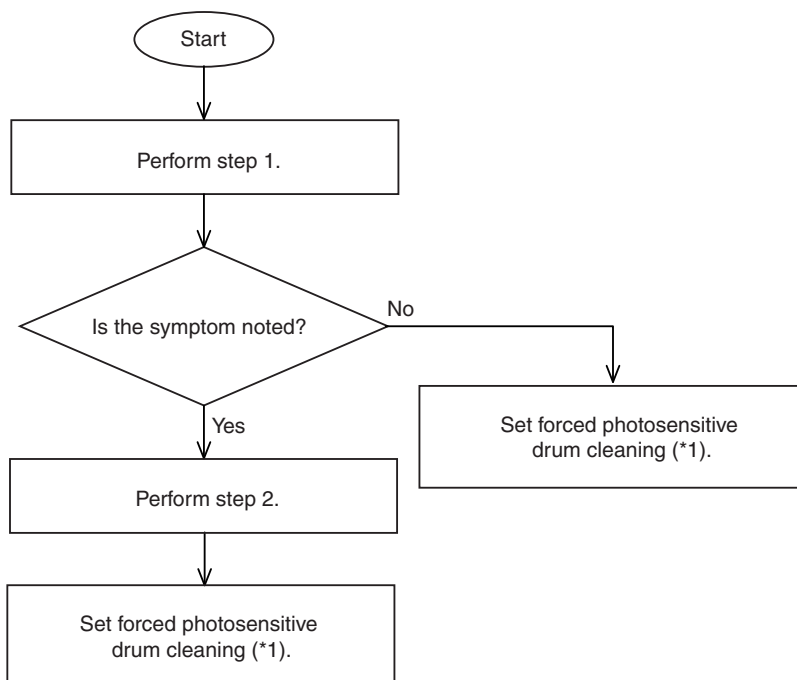 Start
Perform step 1.
Is the symptom noted?
No
Set forced photosensitive
drum cleaning (*1).
Yes
Perform step 2.
Set forced photosensitive
drum cleaning (*1).